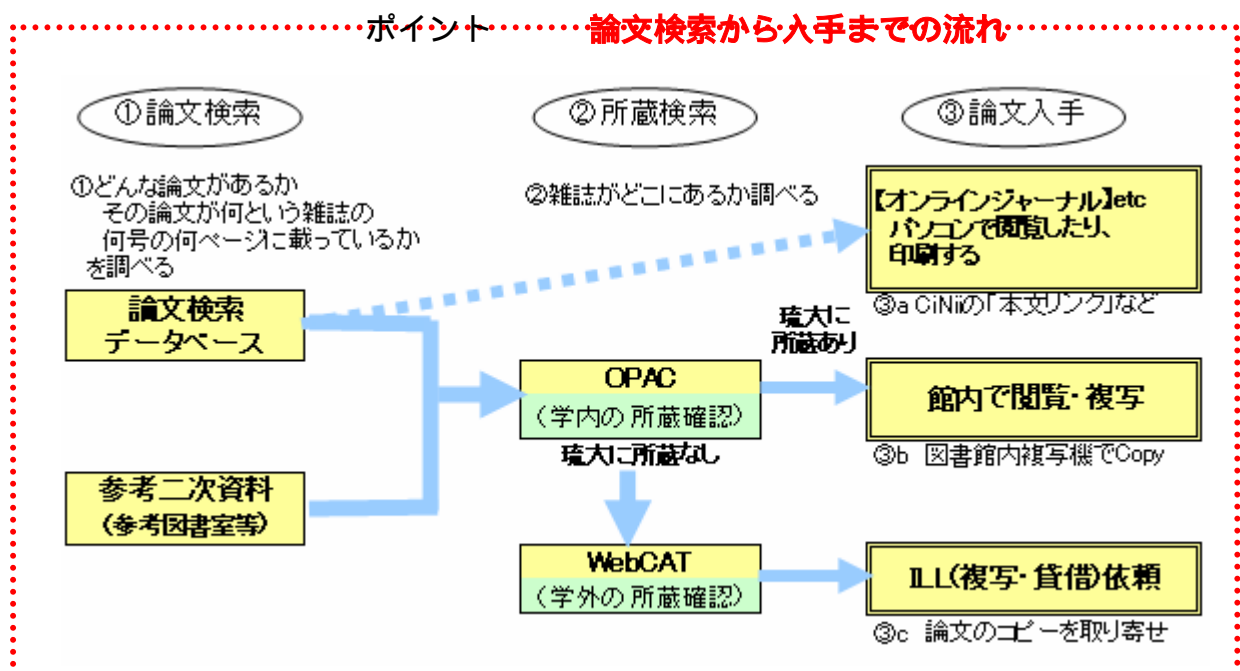 ポイント 論文検索から入手までの流れ
①論文検索
②所蔵検索
③論文入手
①どんな論文があるか
その論文が何という雑誌の
何号の何ページに載っているか
を調べる
②雑誌がどこにあるか調べる
【オンラインジャーナル】etc
パソコンで閲覧したり、
印刷する
③a CiNiiの「本文リンク」など
論文検索
データベース
琉大に
所蔵あり
OPAC
(学内の所蔵確認)
館内で閲覧・複写
③b 図書館内複写機でCopy
琉大に所蔵なし
参考二次資料
(参考図書室等)
WebCAT
(学外の所蔵確認)
ILL(複写・貸借)依頼
③c 論文のコピーを取り寄せ